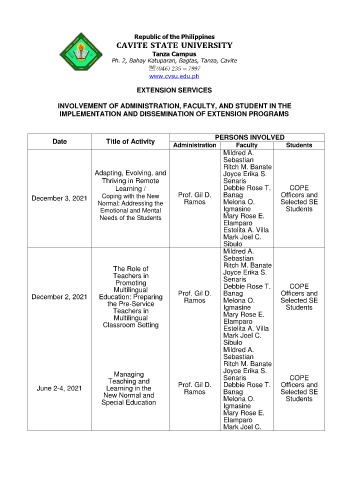 Republic of the Philippines
CAVITE STATE UNIVERSITY
Tanza Campus
Ph. 2, Bahay Katuparan, Bagtas, Tanza, Cavite
(046) 235 – 7997
www.cvsu.edu.ph
EXTENSION SERVICES
INVOLVEMENT OF ADMINISTRATION, FACULTY, AND STUDENT IN THE
IMPLEMENTATION AND DISSEMINATION OF EXTENSION PROGRAMS
Date
Title of Activity
PERSONS INVOLVED
Administration
Faculty
Students
December 3, 2021
Adapting, Evolving, and
Thriving in Remote
Learning /
Coping with the New
Normal: Addressing the
Emotional and Mental
Needs of the Students
Prof. Gil D.
Ramos
Mildred A.
Sebastian
Ritch M. Banate
Joyce Erika S.
Senaris
Debbie Rose T.
Banag
Melona O.
Igmasine
Mary Rose E.
Elamparo
Estelita A. Villa
Mark Joel C.
Sibulo
COPE
Officers and
Selected SE
Students
December 2, 2021
The Role of
Teachers in
Promoting
Multilingual
Education: Preparing
the Pre-Service
Teachers in
Multilingual
Classroom Setting
Prof. Gil D.
Ramos
Mildred A.
Sebastian
Ritch M. Banate
Joyce Erika S.
Senaris
Debbie Rose T.
Banag
Melona O.
Igmasine
Mary Rose E.
Elamparo
Estelita A. Villa
Mark Joel C.
Sibulo
COPE
Officers and
Selected SE
Students
June 2-4, 2021
Managing
Teaching and
Learning in the
New Normal and
Special Education
Prof. Gil D.
Ramos
Mildred A.
Sebastian
Ritch M. Banate
Joyce Erika S.
Senaris
Debbie Rose T.
Banag
Melona O.
Igmasine
Mary Rose E.
Elamparo
Mark Joel C.
COPE
Officers and
Selected SE
Students